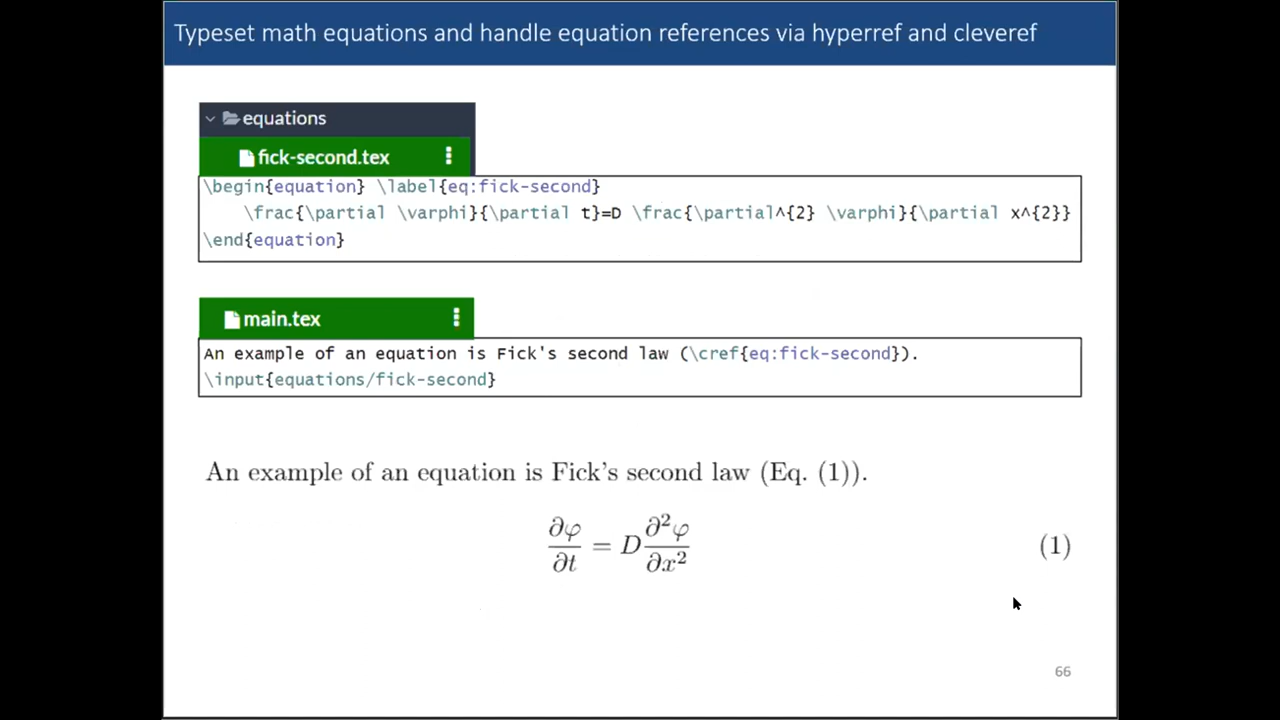 Typeset math equations and handle equation references via hyperref and cleveref
equations
fick-second.tex
\begin{equation} \label{eq:fick-second}
\frac{\partial \varphi}{\partial t}=D \frac{\partial^{2} \varphi}{\partial x^{2}}
\end{equation}
main.tex
An example of an equation is Fick's second law (\cref{eq:fick-second}).
\input{equations/fick-second}
An example of an equation is Fick’s second law (Eq. (1)).
∂φ/∂t = D ∂²φ/∂x² (1)
66